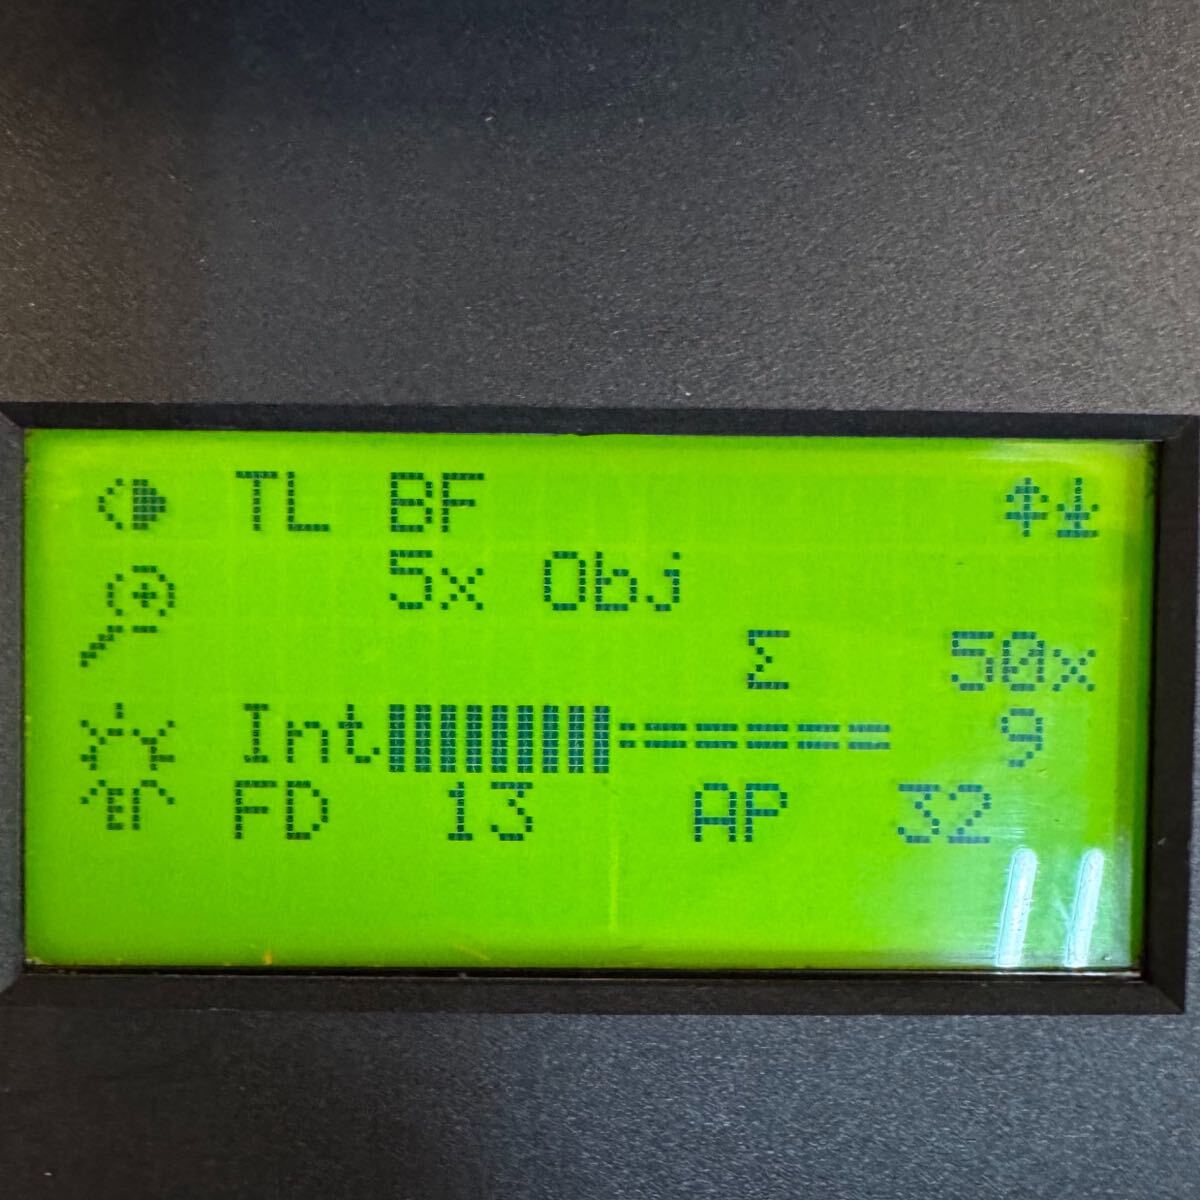 TL BF
5x Obj
Σ 50x
Int 9
FD 13 AP 32